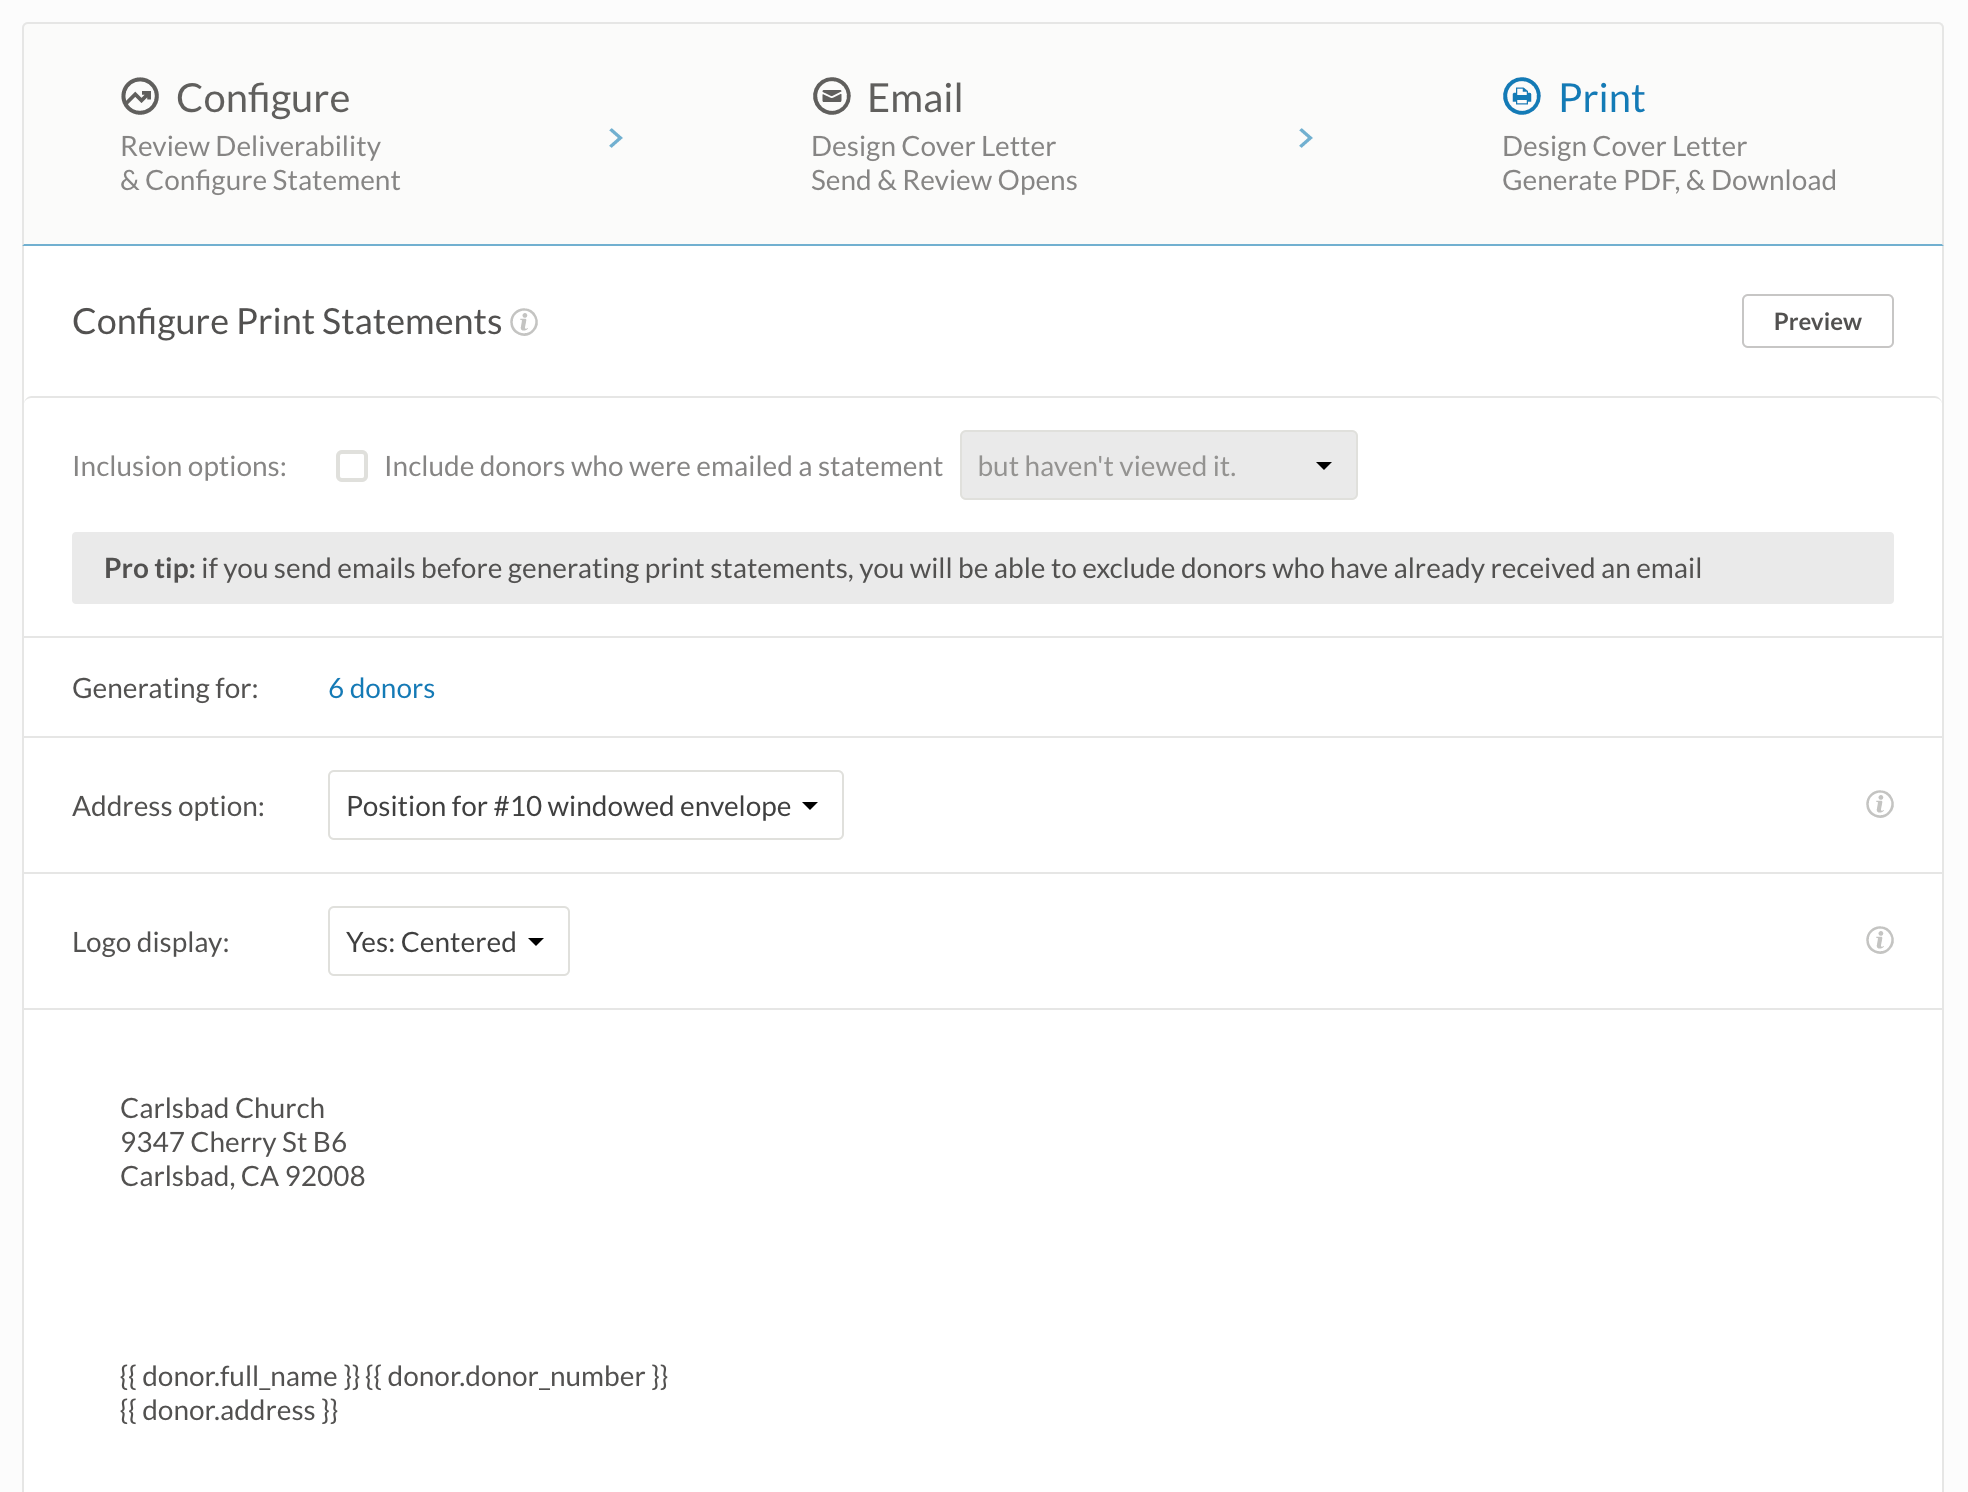 Configure
Review Deliverability
& Configure Statement
Email
Design Cover Letter
Send & Review Opens
Print
Design Cover Letter
Generate PDF, & Download
Configure Print Statements
Preview
Inclusion options: Include donors who were emailed a statement but haven't viewed it.
Pro tip: if you send emails before generating print statements, you will be able to exclude donors who have already received an email
Generating for: 6 donors
Address option: Position for #10 windowed envelope
Logo display: Yes: Centered
Carlsbad Church
9347 Cherry St B6
Carlsbad, CA 92008
{{ donor.full_name }} {{ donor.donor_number }}
{{ donor.address }}